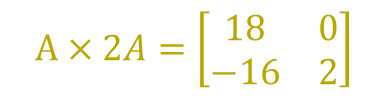 A × 2A = [ 18 0 ]
[ −16 2 ]